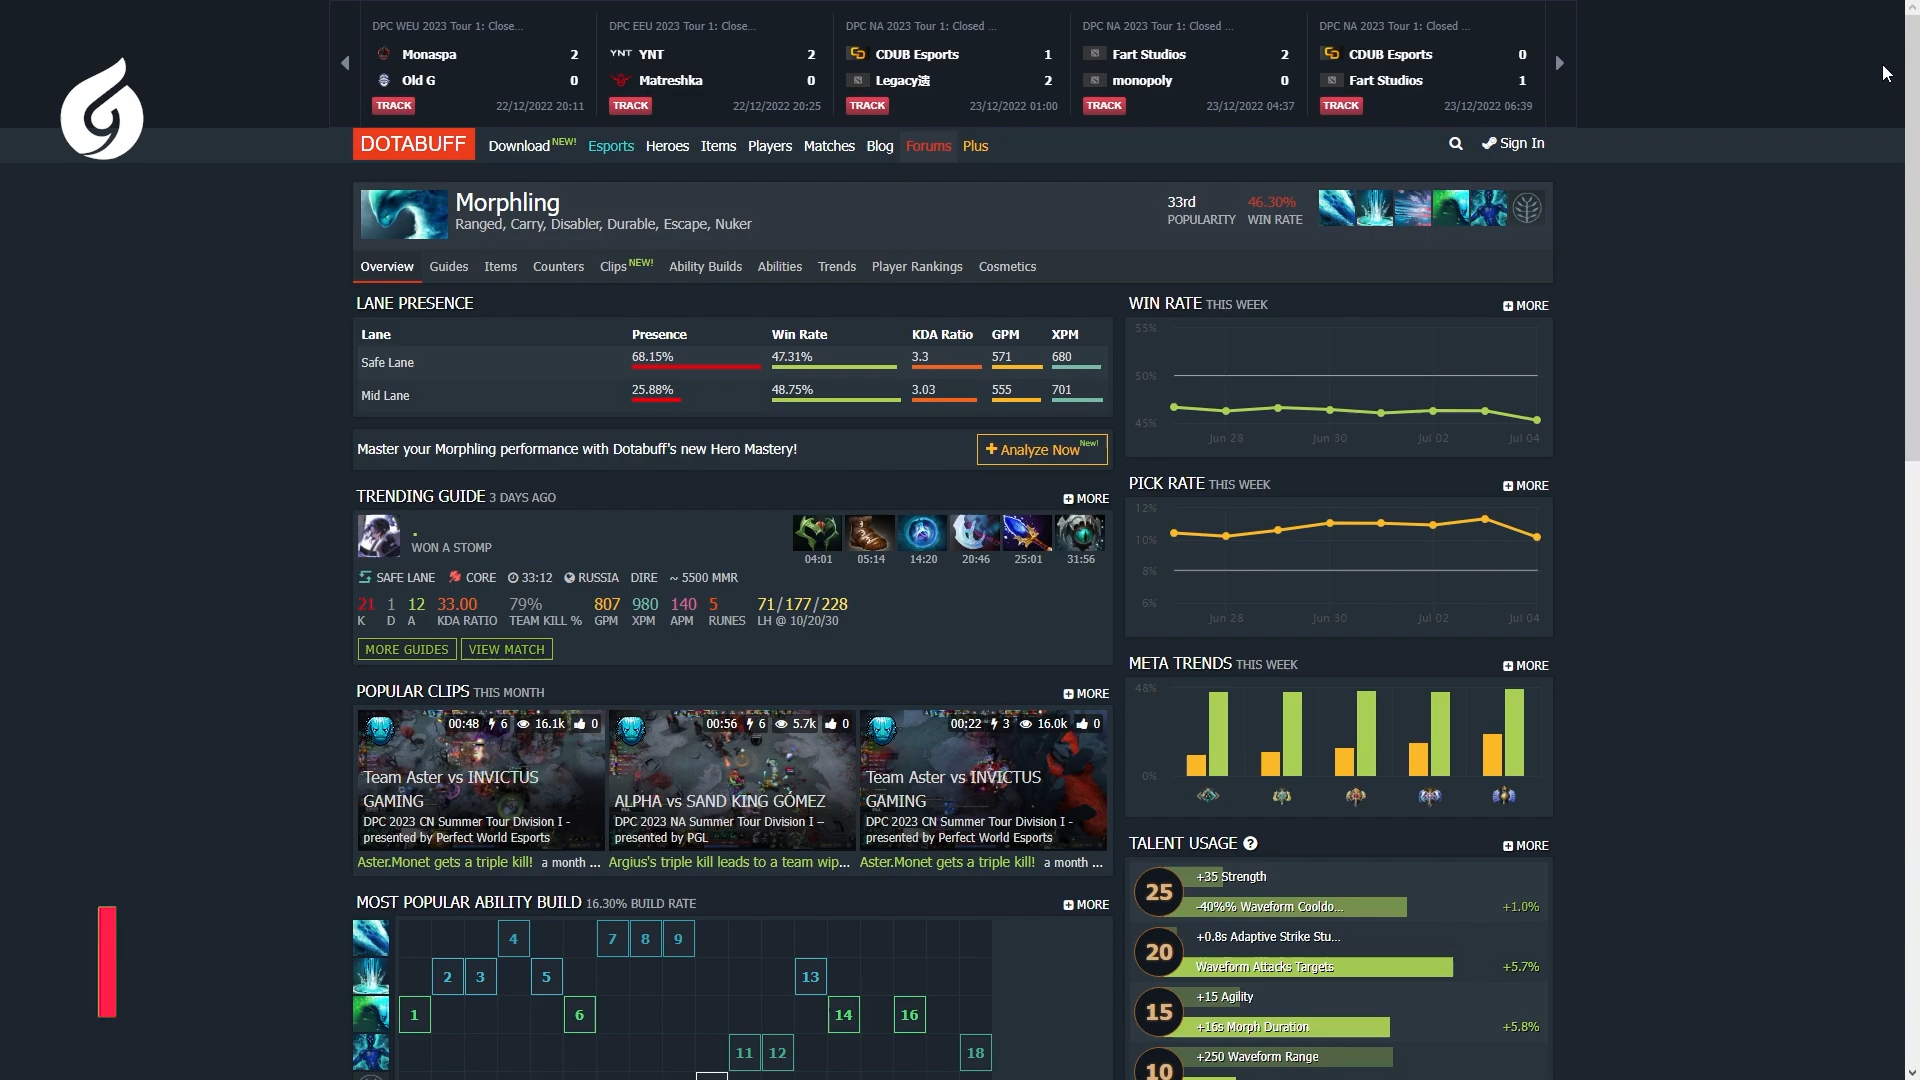 DPC WEU 2023 Tour 1: Close...
Monaspa 2
Old G 0
TRACK 22/12/2022 20:11
DPC EEU 2023 Tour 1: Close...
YNT YNT 2
Matreshka 0
TRACK 22/12/2022 20:25
DPC NA 2023 Tour 1: Closed ...
CDUB Esports 1
Legacy遗 2
TRACK 23/12/2022 01:00
DPC NA 2023 Tour 1: Closed ...
Fart Studios 2
monopoly 0
TRACK 23/12/2022 04:37
DPC NA 2023 Tour 1: Closed ...
CDUB Esports 0
Fart Studios 1
TRACK 23/12/2022 06:39
DOTABUFF Download NEW! Esports Heroes Items Players Matches Blog Forums Plus Sign In
Morphling
Ranged, Carry, Disabler, Durable, Escape, Nuker
33rd 46.30%
POPULARITY WIN RATE
Overview Guides Items Counters Clips NEW! Ability Builds Abilities Trends Player Rankings Cosmetics
LANE PRESENCE
Lane Presence Win Rate KDA Ratio GPM XPM
Safe Lane 68.15% 47.31% 3.3 571 680
Mid Lane 25.88% 48.75% 3.03 555 701
Master your Morphling performance with Dotabuff's new Hero Mastery! Analyze Now New!
TRENDING GUIDE 3 DAYS AGO MORE
.
WON A STOMP
04:01 05:14 14:20 20:46 25:01 31:56
SAFE LANE CORE 33:12 RUSSIA DIRE ~ 5500 MMR
21 1 12 33.00 79% 807 980 140 5 71/177/228
K D A KDA RATIO TEAM KILL % GPM XPM APM RUNES LH @ 10/20/30
MORE GUIDES VIEW MATCH
POPULAR CLIPS THIS MONTH MORE
00:48 6 16.1k 0
Team Aster vs INVICTUS
GAMING
DPC 2023 CN Summer Tour Division I -
presented by Perfect World Esports
Aster.Monet gets a triple kill! a month ...
00:56 6 5.7k 0
ALPHA vs SAND KING GÓMEZ
DPC 2023 NA Summer Tour Division I –
presented by PGL
Argius's triple kill leads to a team wip...
00:22 3 16.0k 0
Team Aster vs INVICTUS
GAMING
DPC 2023 CN Summer Tour Division I -
presented by Perfect World Esports
Aster.Monet gets a triple kill! a month ...
MOST POPULAR ABILITY BUILD 16.30% BUILD RATE MORE
4 7 8 9
2 3 5 13
1 6 14 16
11 12 18
WIN RATE THIS WEEK MORE
55%
50%
45%
Jun 28 Jun 30 Jul 02 Jul 04
PICK RATE THIS WEEK MORE
12%
10%
8%
6%
Jun 28 Jun 30 Jul 02 Jul 04
META TRENDS THIS WEEK MORE
48%
0%
TALENT USAGE ? MORE
25
+35 Strength
-40%% Waveform Cooldo... +1.0%
20
+0.8s Adaptive Strike Stu...
Waveform Attacks Targets +5.7%
15
+15 Agility
+16s Morph Duration +5.8%
10
+250 Waveform Range